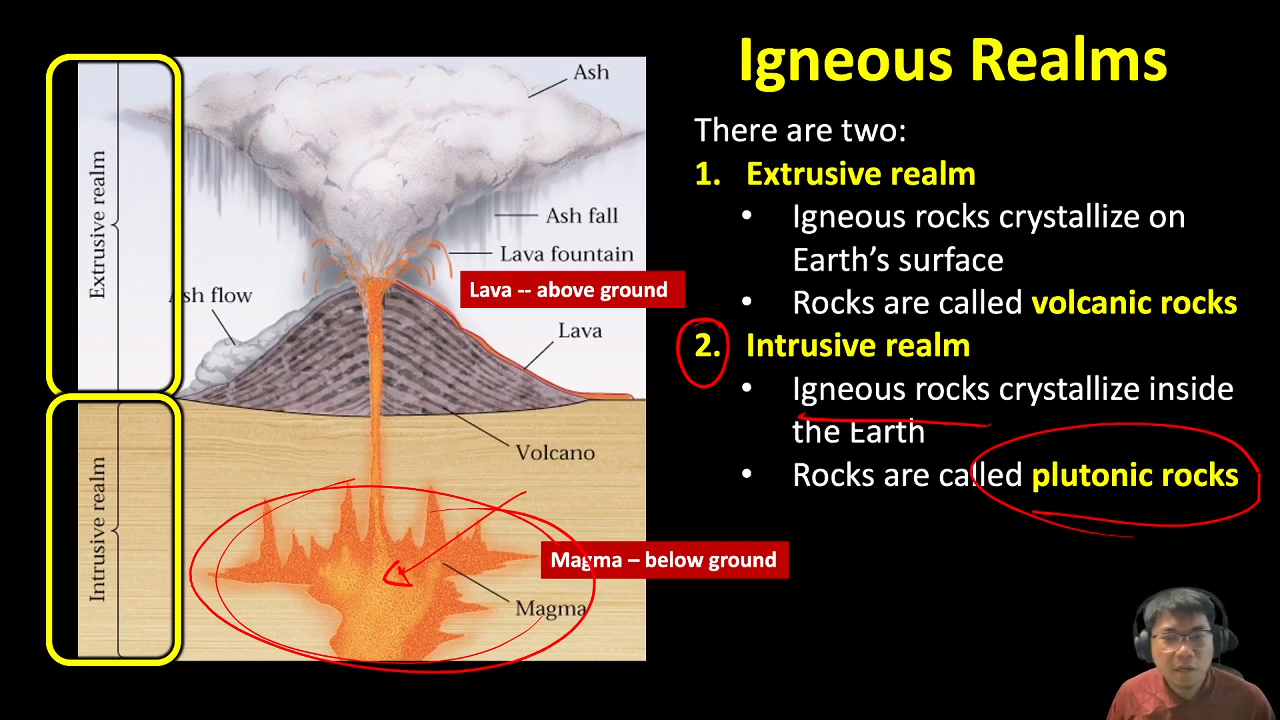 Igneous Realms
There are two:
1. Extrusive realm
• Igneous rocks crystallize on
Earth’s surface
• Rocks are called volcanic rocks
2. Intrusive realm
• Igneous rocks crystallize inside
the Earth
• Rocks are called plutonic rocks
Extrusive realm
Ash
Ash fall
Lava fountain
Lava -- above ground
Ash flow
Lava
Volcano
Intrusive realm
Magma – below ground
Magma